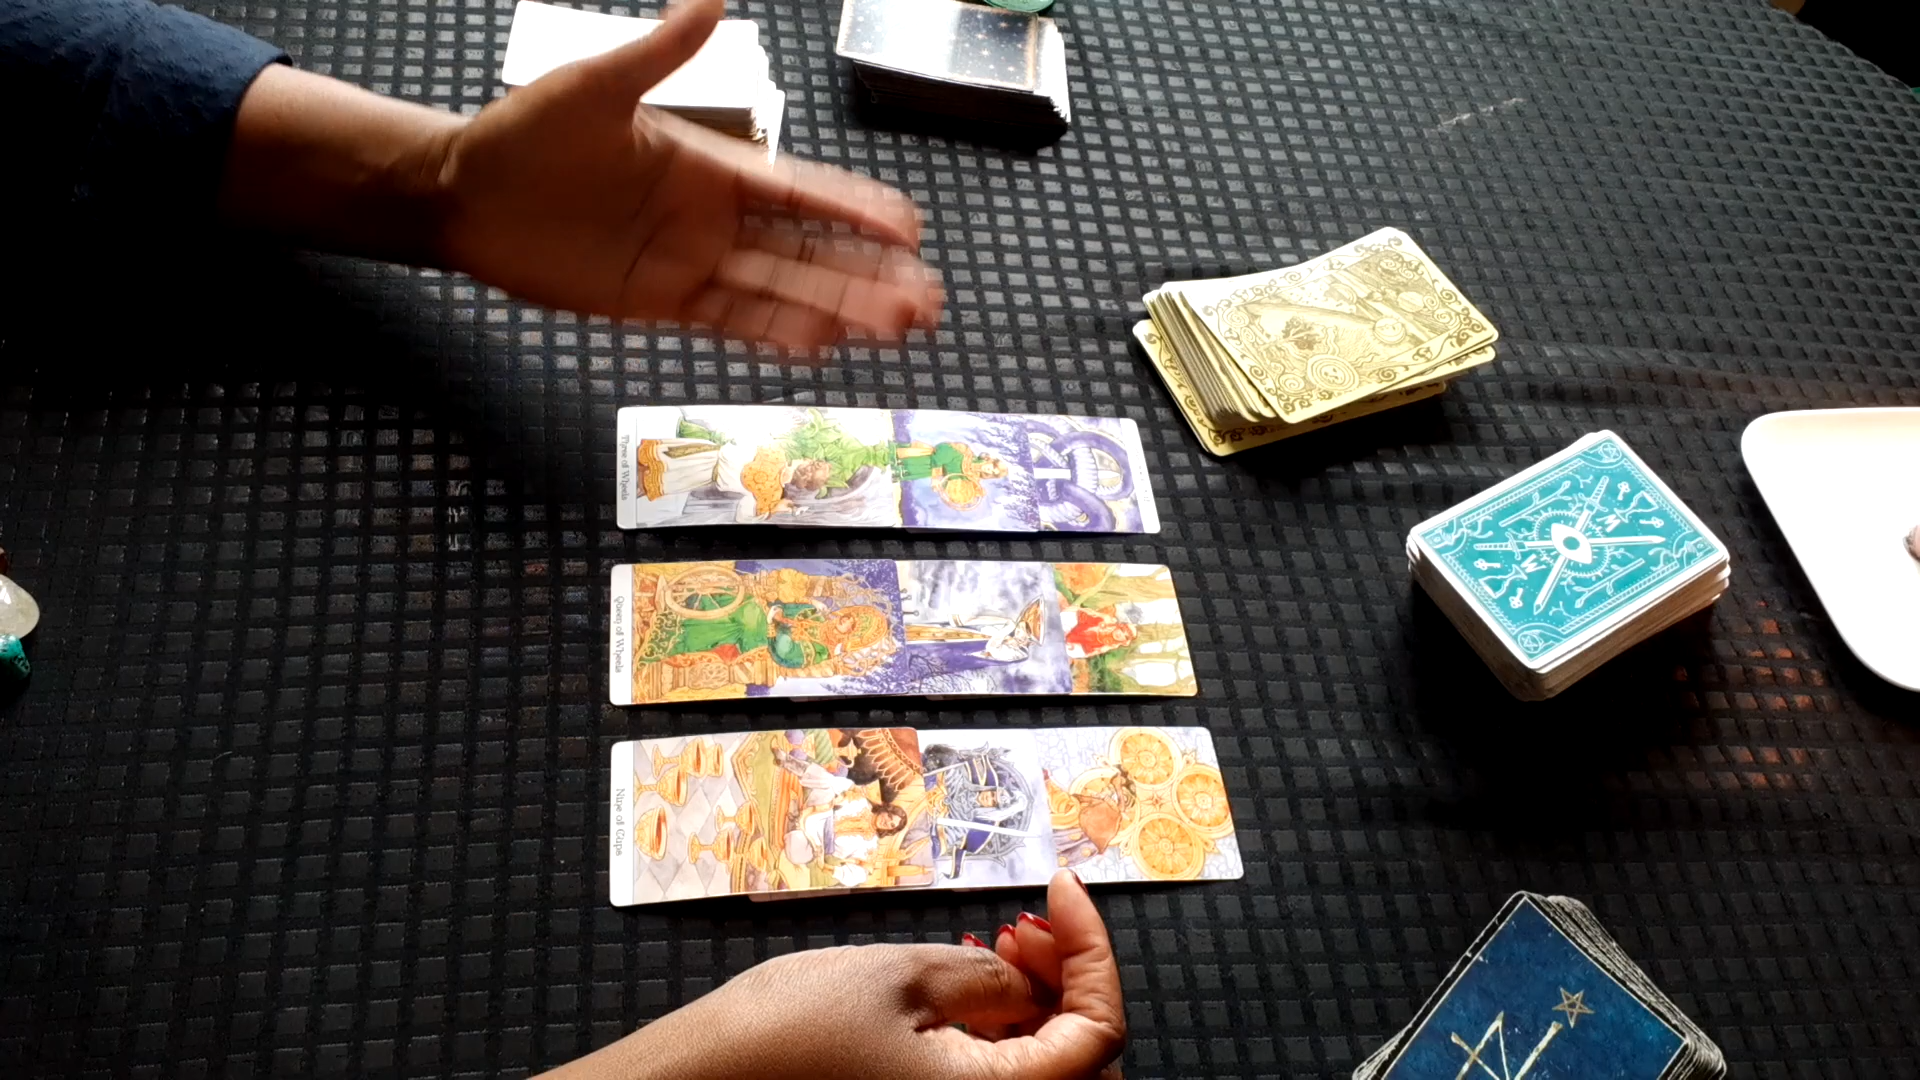 Three of Wheels
Queen of Wheels
Nine of Cups